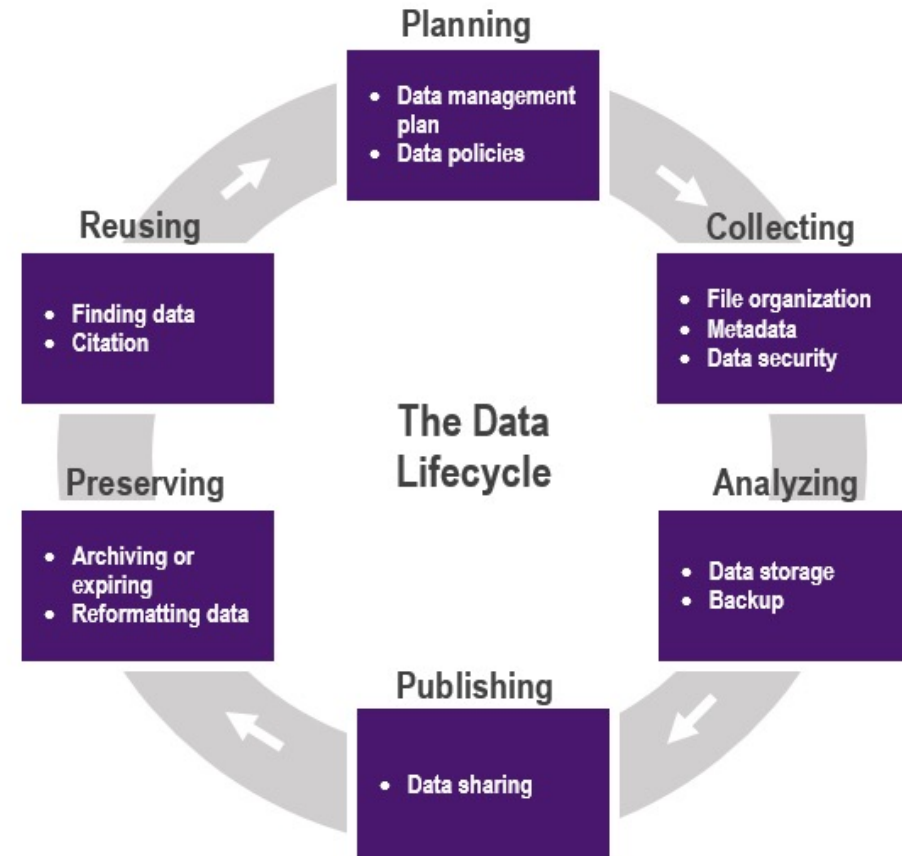 Planning
• Data management
plan
• Data policies
Collecting
• File organization
• Metadata
• Data security
Analyzing
• Data storage
• Backup
Publishing
• Data sharing
Preserving
• Archiving or
expiring
• Reformatting data
Reusing
• Finding data
• Citation
The Data
Lifecycle